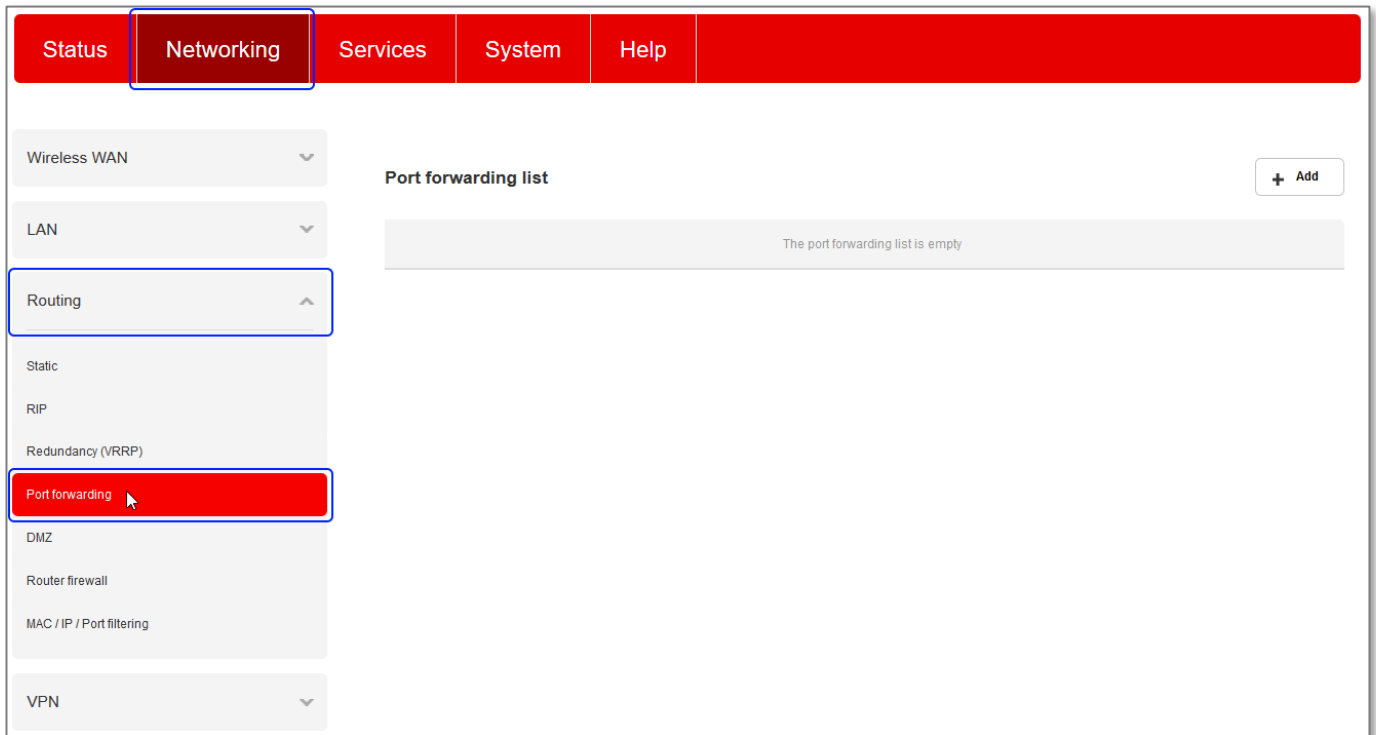 Status Networking Services System Help
Wireless WAN
LAN
Routing
Static
RIP
Redundancy (VRRP)
Port forwarding
DMZ
Router firewall
MAC / IP / Port filtering
VPN
Port forwarding list
+ Add
The port forwarding list is empty